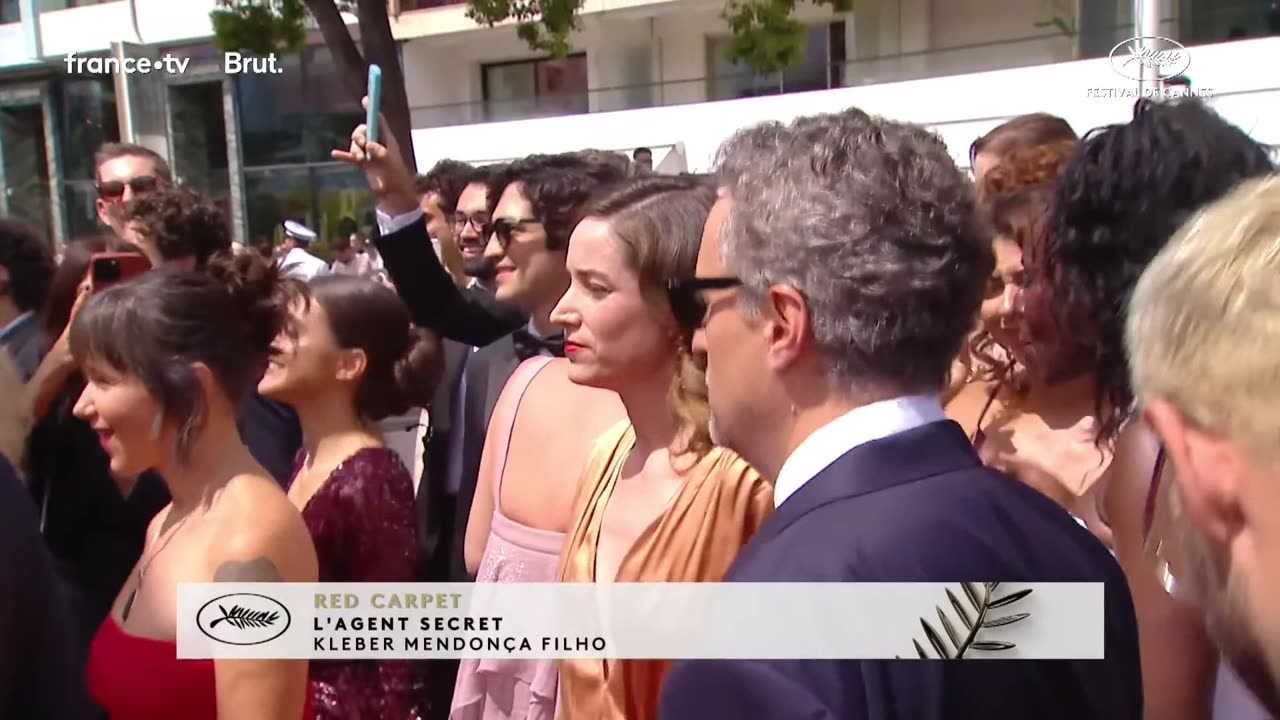 france•tv Brut.
FESTIVAL DE CANNES
RED CARPET
L'AGENT SECRET
KLEBER MENDONÇA FILHO